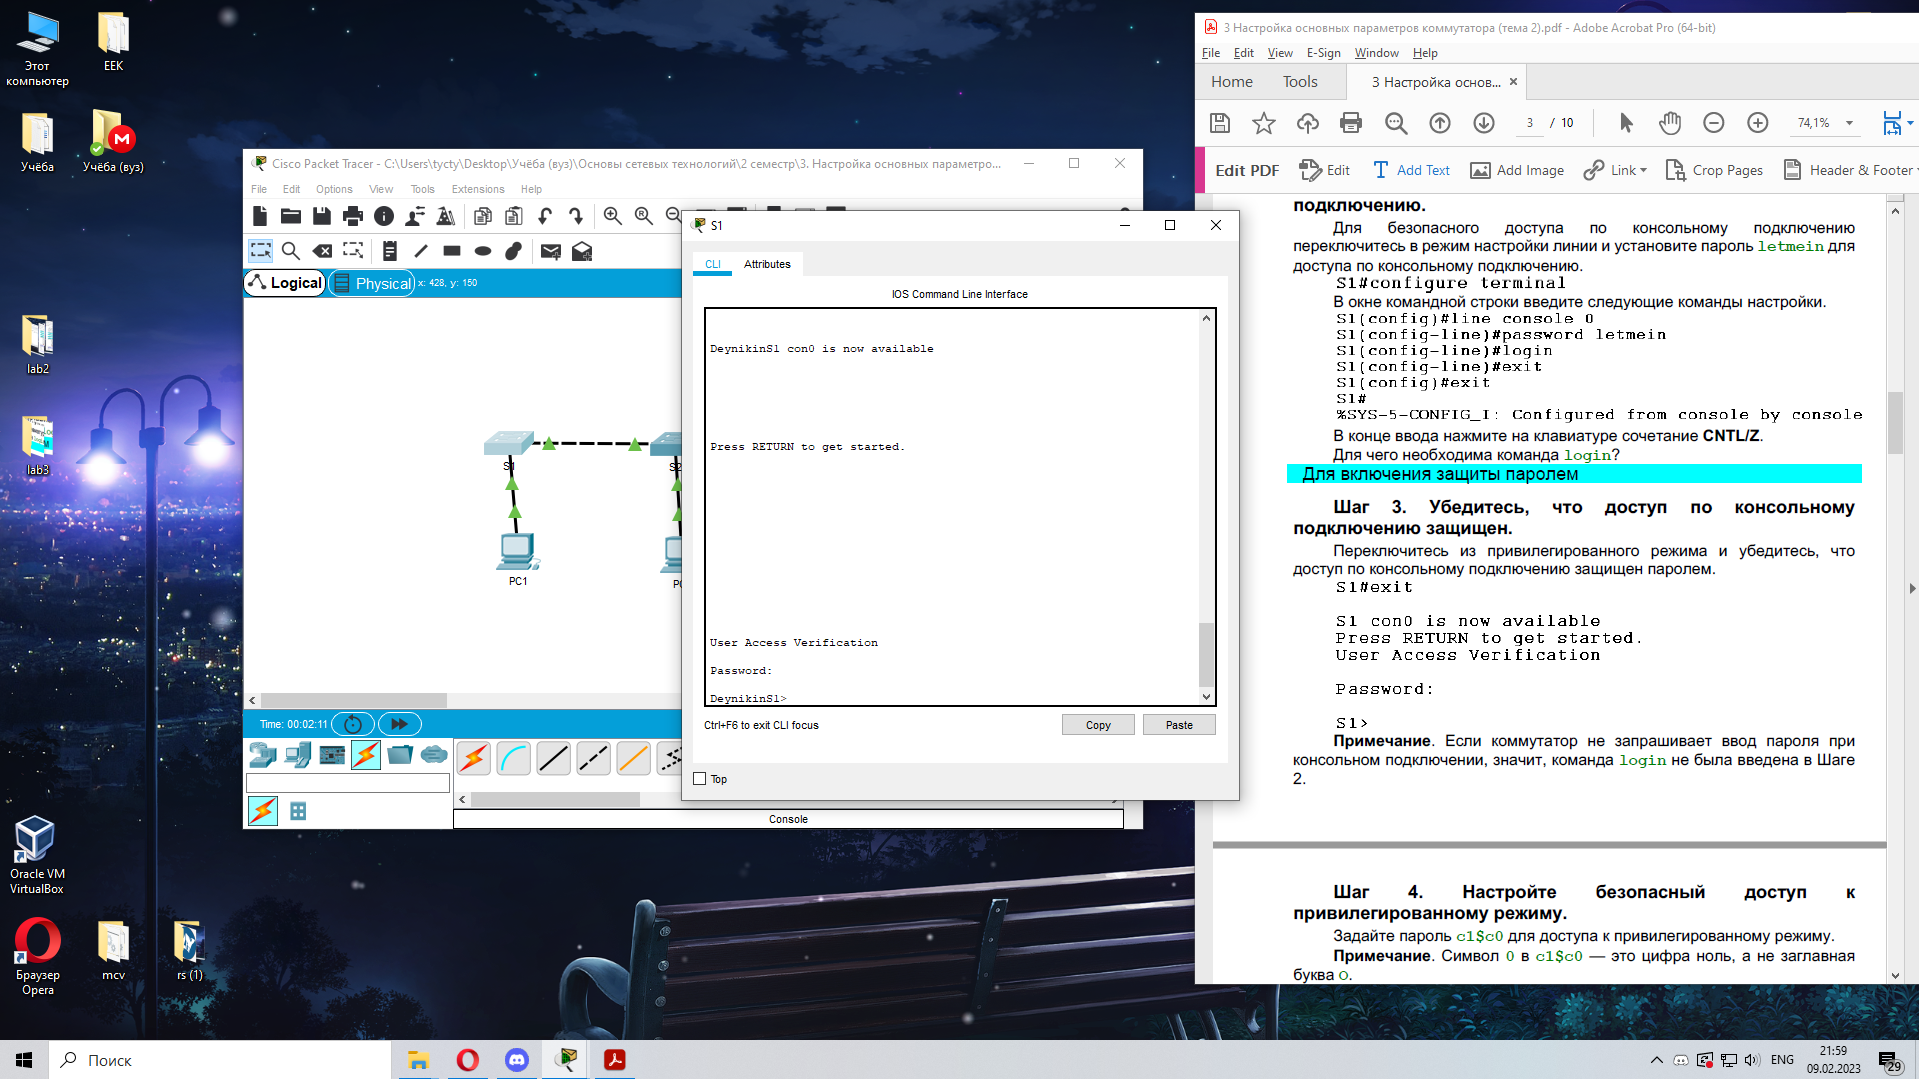 Этот
компьютер
EEK
Учёба
Учёба (вуз)
lab2
lab3
Oracle VM
VirtualBox
Браузер
Opera
mcv
rs (1)
Cisco Packet Tracer - C:\Users\tycty\Desktop\Учёба (вуз)\Основы сетевых технологий\2 семестр\3. Настройка основных параметро...
File Edit Options View Tools Extensions Help
Logical
Physical
x: 428, y: 150
S1
S2
PC1
PC
Time: 00:02:11
Console
S1
CLI
Attributes
IOS Command Line Interface
DeynikinS1 con0 is now available
Press RETURN to get started.
User Access Verification
Password:
DeynikinS1>
Ctrl+F6 to exit CLI focus
Copy
Paste
Top
3 Настройка основных параметров коммутатора (тема 2).pdf - Adobe Acrobat Pro (64-bit)
File Edit View E-Sign Window Help
Home
Tools
3 Настройка основ...
3 / 10
74,1%
Edit PDF
Edit
Add Text
Add Image
Link
Crop Pages
Header & Footer
подключению.
Для безопасного доступа по консольному подключению
переключитесь в режим настройки линии и установите пароль letmein для
доступа по консольному подключению.
S1#configure terminal
В окне командной строки введите следующие команды настройки.
S1(config)#line console 0
S1(config-line)#password letmein
S1(config-line)#login
S1(config-line)#exit
S1(config)#exit
S1#
%SYS-5-CONFIG_I: Configured from console by console
В конце ввода нажмите на клавиатуре сочетание CNTL/Z.
Для чего необходима команда login?
Для включения защиты паролем
Шаг 3. Убедитесь, что доступ по консольному
подключению защищен.
Переключитесь из привилегированного режима и убедитесь, что
доступ по консольному подключению защищен паролем.
S1#exit
S1 con0 is now available
Press RETURN to get started.
User Access Verification
Password:
S1>
Примечание. Если коммутатор не запрашивает ввод пароля при
консольном подключении, значит, команда login не была введена в Шаге
2.
Шаг 4. Настройте безопасный доступ к
привилегированному режиму.
Задайте пароль c1$c0 для доступа к привилегированному режиму.
Примечание. Символ 0 в c1$c0 — это цифра ноль, а не заглавная
буква O.
Поиск
ENG
21:59
09.02.2023
29